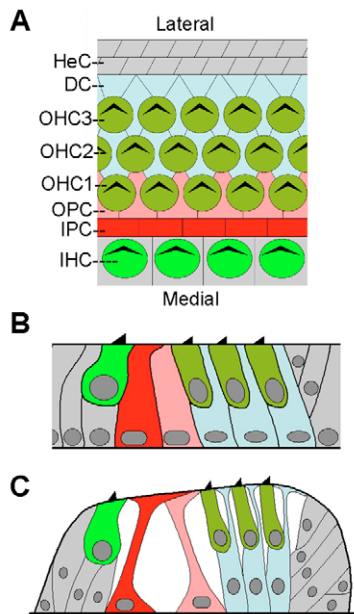 A
Lateral
HeC
DC
OHC3
OHC2
OHC1
OPC
IPC
IHC
Medial
B
C